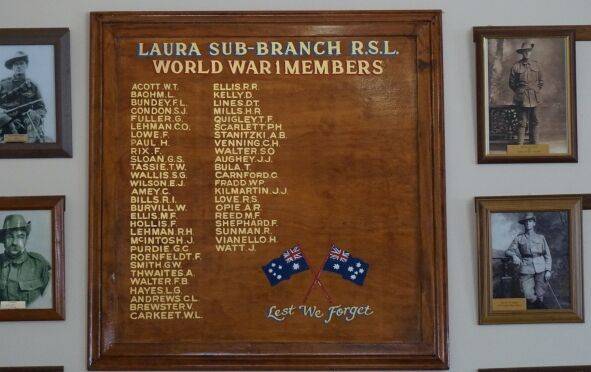 LAURA SUB-BRANCH R.S.L.
WORLD WAR 1 MEMBERS
ACOTT.W.T.
BAOHM.L.
BUNDEY.F.L.
CONDON.S.J.
FULLER.G.
LEHMAN.C.O.
LOWE.F.
PAUL.H.
RIX.F.
SLOAN.G.S.
TASSIE.T.W.
WALLIS.S.G.
WILSON.E.J.
AMEY.C.
BILLS.R.I.
BURVILL.W.
ELLIS.M.F.
HOLLIS.F.
LEHMAN.R.H.
McINTOSH.J.
PURDIE.G.C.
ROENFELDT.F.
SMITH.G.W.
THWAITES.A.
WALTER.F.B.
HAYES.L.G.
ANDREWS.C.L.
BREWSTER.V.
CARKEET.W.L.
ELLIS.R.R.
KELLY.D.
LINES.D.T.
MILLS.H.R.
QUIGLEY.T.F.
SCARLETT.P.H.
STANITZKI.A.B.
VENNING.C.H.
WALTER.S.O
AUGHEY.J.J.
BULA.T.
CARNFORD.C.
FRADD.W.P.
KILMARTIN.J.J.
LOVE.R.S.
OPIE.A.R.
REED.M.F.
SHEPHARD.F.
SUNMAN.R.
VIANELLO.H.
WATT.J.
Lest We Forget